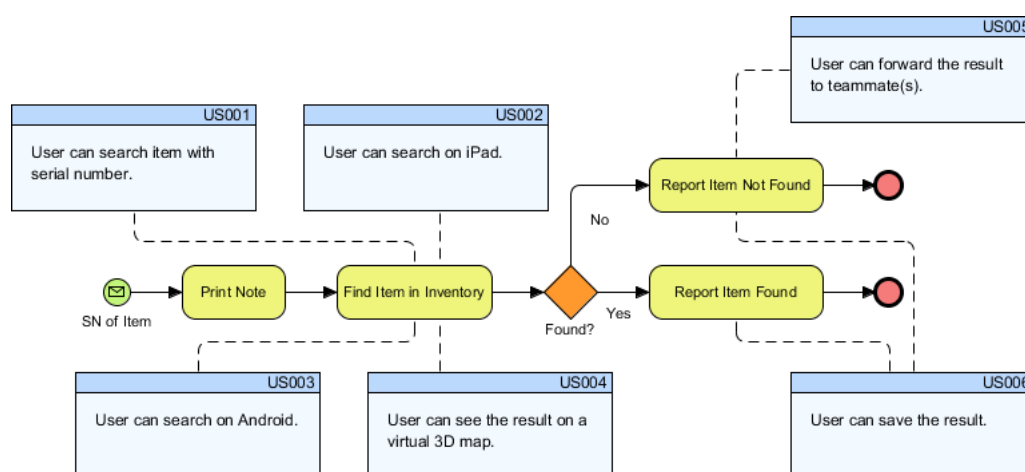 US005
User can forward the result
to teammate(s).
US001
User can search item with
serial number.
US002
User can search on iPad.
Report Item Not Found
No
SN of Item
Print Note
Find Item in Inventory
Found?
Yes
Report Item Found
US003
User can search on Android.
US004
User can see the result on a
virtual 3D map.
US006
User can save the result.